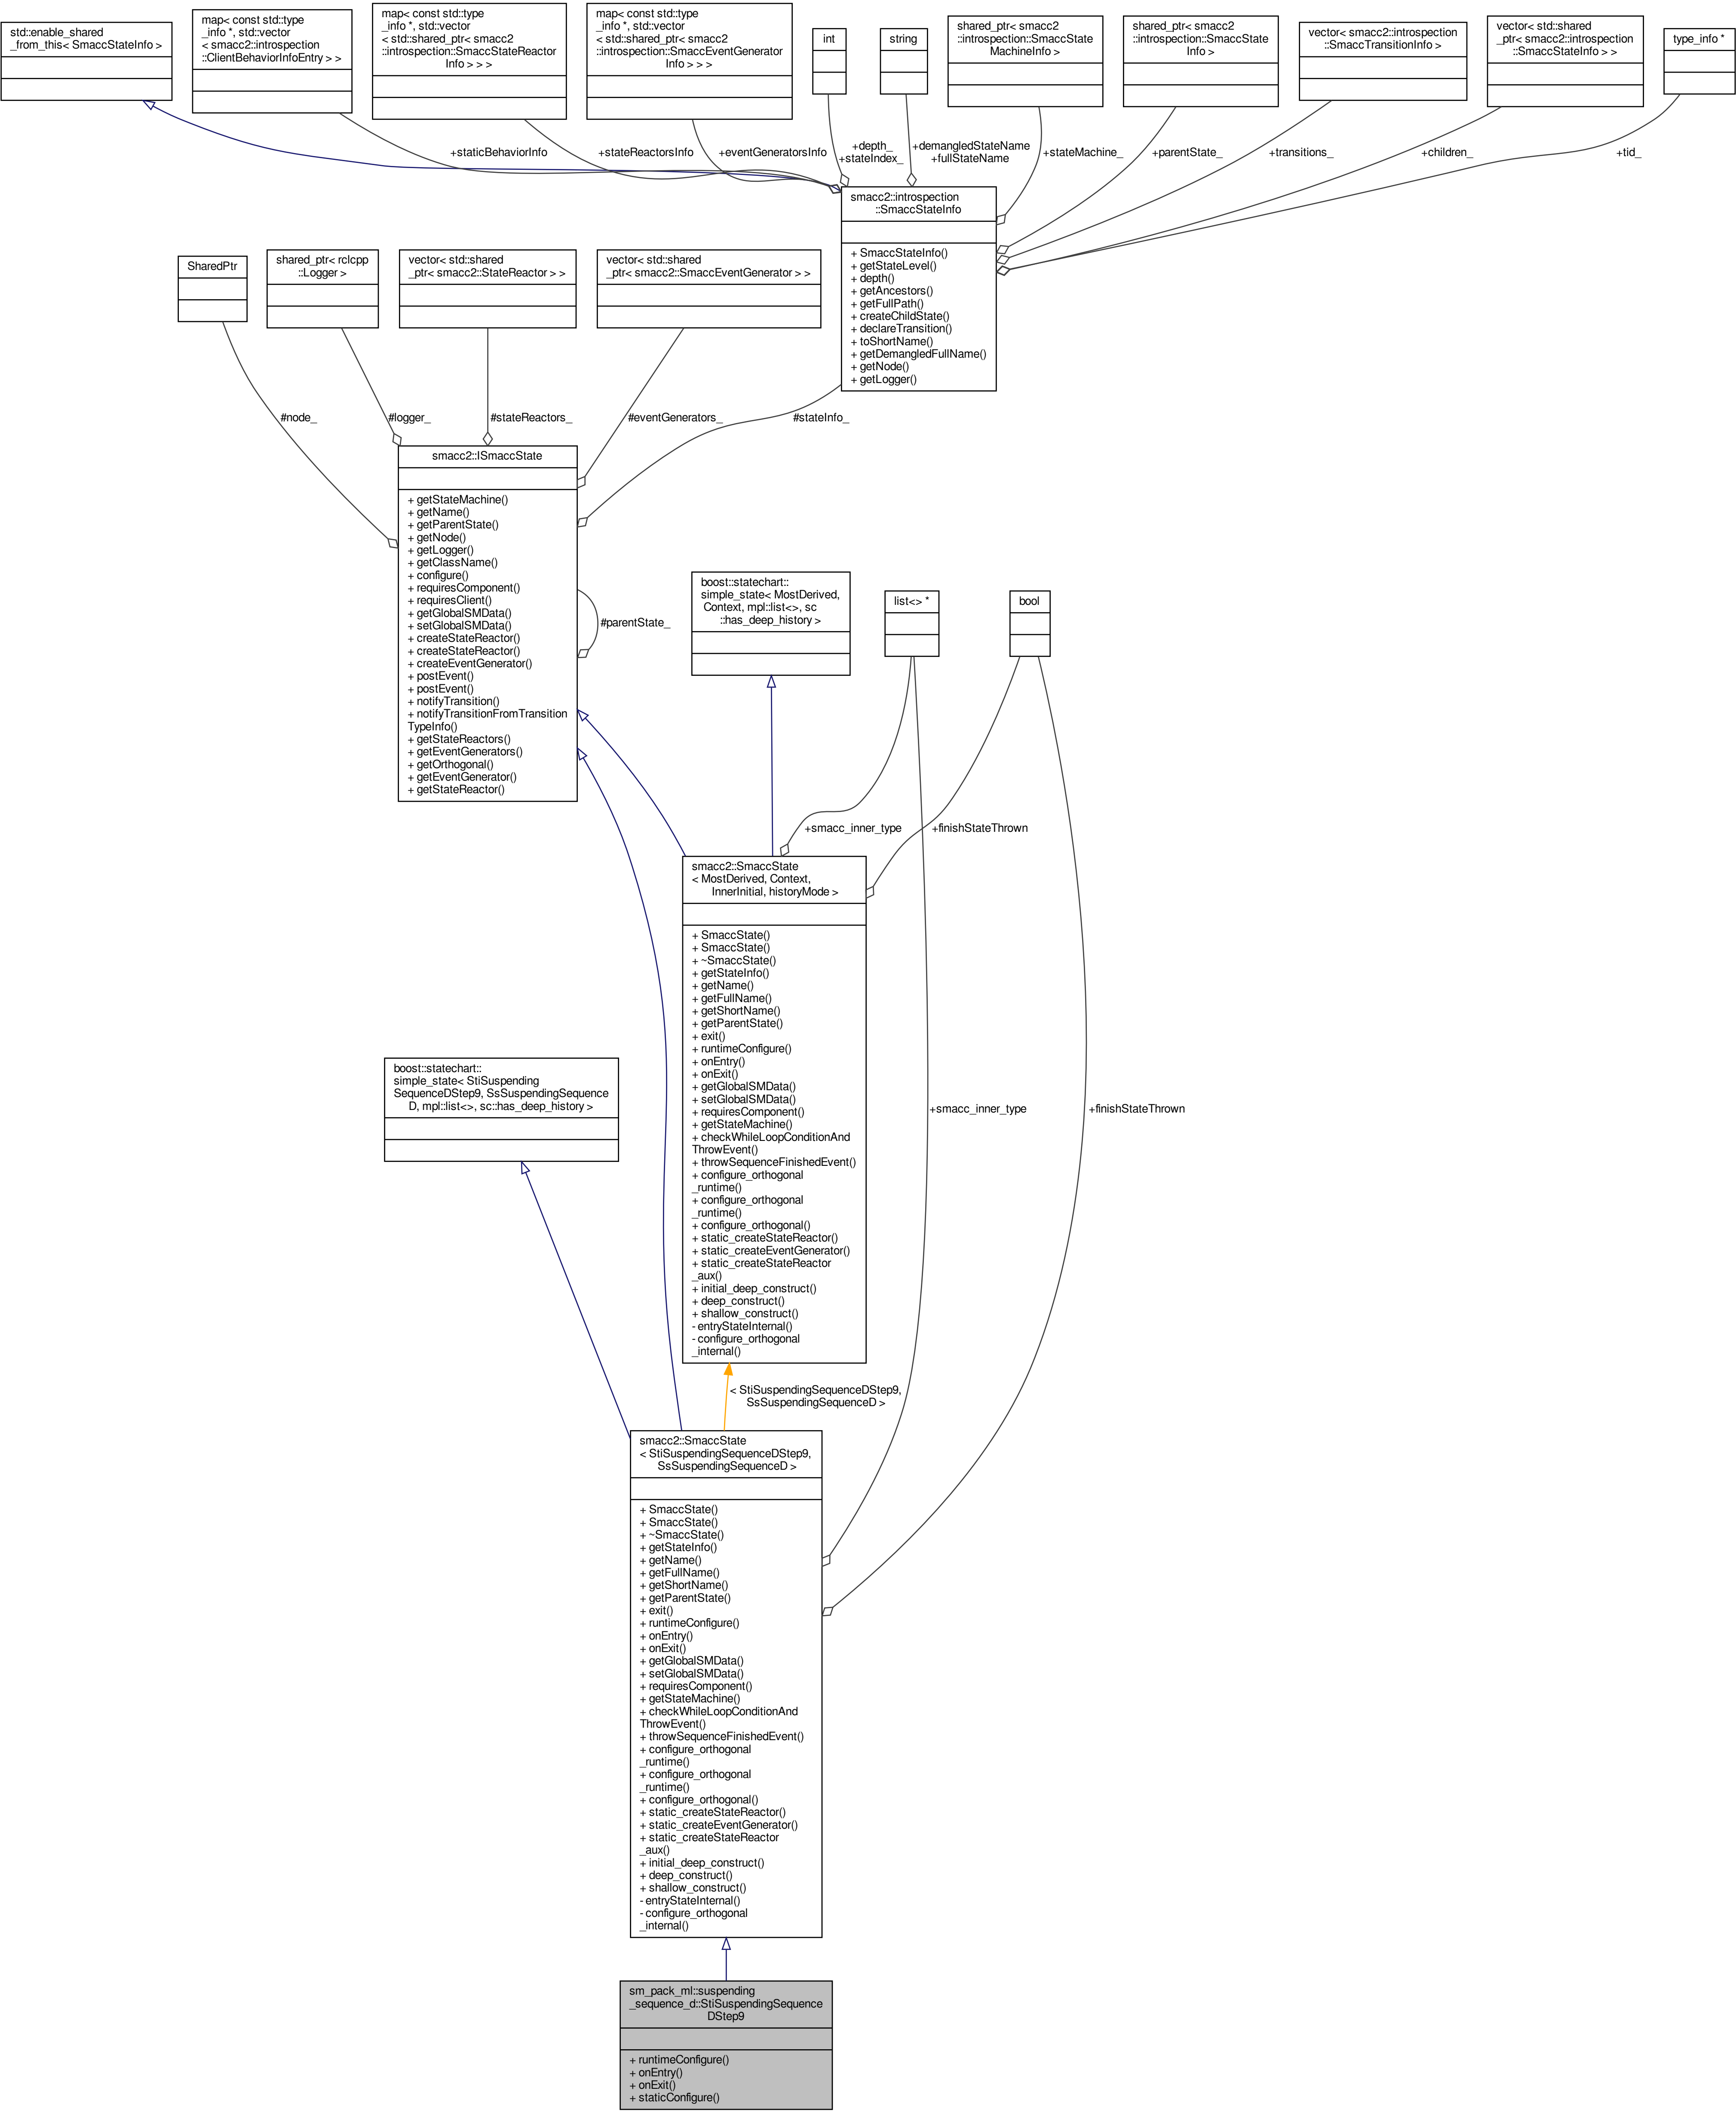 std::enable_shared
_from_this< SmaccStateInfo >
map< const std::type
_info *, std::vector
< smacc2::introspection
::ClientBehaviorInfoEntry > >
map< const std::type
_info *, std::vector
< std::shared_ptr< smacc2
::introspection::SmaccStateReactor
Info > > >
map< const std::type
_info *, std::vector
< std::shared_ptr< smacc2
::introspection::SmaccEventGenerator
Info > > >
int
string
shared_ptr< smacc2
::introspection::SmaccState
MachineInfo >
shared_ptr< smacc2
::introspection::SmaccState
Info >
vector< smacc2::introspection
::SmaccTransitionInfo >
vector< std::shared
_ptr< smacc2::introspection
::SmaccStateInfo > >
type_info *
+staticBehaviorInfo
+stateReactorsInfo
+eventGeneratorsInfo
+depth_
+stateIndex_
+demangledStateName
+fullStateName
+stateMachine_
+parentState_
+transitions_
+children_
+tid_
smacc2::introspection
::SmaccStateInfo
+ SmaccStateInfo()
+ getStateLevel()
+ depth()
+ getAncestors()
+ getFullPath()
+ createChildState()
+ declareTransition()
+ toShortName()
+ getDemangledFullName()
+ getNode()
+ getLogger()
SharedPtr
shared_ptr< rclcpp
::Logger >
vector< std::shared
_ptr< smacc2::StateReactor > >
vector< std::shared
_ptr< smacc2::SmaccEventGenerator > >
#node_
#logger_
#stateReactors_
#eventGenerators_
#stateInfo_
smacc2::ISmaccState
+ getStateMachine()
+ getName()
+ getParentState()
+ getNode()
+ getLogger()
+ getClassName()
+ configure()
+ requiresComponent()
+ requiresClient()
+ getGlobalSMData()
+ setGlobalSMData()
+ createStateReactor()
+ createStateReactor()
+ createEventGenerator()
+ postEvent()
+ postEvent()
+ notifyTransition()
+ notifyTransitionFromTransition
TypeInfo()
+ getStateReactors()
+ getEventGenerators()
+ getOrthogonal()
+ getEventGenerator()
+ getStateReactor()
#parentState_
boost::statechart::
simple_state< MostDerived,
Context, mpl::list<>, sc
::has_deep_history >
list<> *
bool
+smacc_inner_type
+finishStateThrown
smacc2::SmaccState
< MostDerived, Context,
InnerInitial, historyMode >
+ SmaccState()
+ SmaccState()
+ ~SmaccState()
+ getStateInfo()
+ getName()
+ getFullName()
+ getShortName()
+ getParentState()
+ exit()
+ runtimeConfigure()
+ onEntry()
+ onExit()
+ getGlobalSMData()
+ setGlobalSMData()
+ requiresComponent()
+ getStateMachine()
+ checkWhileLoopConditionAnd
ThrowEvent()
+ throwSequenceFinishedEvent()
+ configure_orthogonal
_runtime()
+ configure_orthogonal
_runtime()
+ configure_orthogonal()
+ static_createStateReactor()
+ static_createEventGenerator()
+ static_createStateReactor
_aux()
+ initial_deep_construct()
+ deep_construct()
+ shallow_construct()
- entryStateInternal()
- configure_orthogonal
_internal()
boost::statechart::
simple_state< StiSuspending
SequenceDStep9, SsSuspendingSequence
D, mpl::list<>, sc::has_deep_history >
+smacc_inner_type
+finishStateThrown
< StiSuspendingSequenceDStep9,
SsSuspendingSequenceD >
smacc2::SmaccState
< StiSuspendingSequenceDStep9,
SsSuspendingSequenceD >
+ SmaccState()
+ SmaccState()
+ ~SmaccState()
+ getStateInfo()
+ getName()
+ getFullName()
+ getShortName()
+ getParentState()
+ exit()
+ runtimeConfigure()
+ onEntry()
+ onExit()
+ getGlobalSMData()
+ setGlobalSMData()
+ requiresComponent()
+ getStateMachine()
+ checkWhileLoopConditionAnd
ThrowEvent()
+ throwSequenceFinishedEvent()
+ configure_orthogonal
_runtime()
+ configure_orthogonal
_runtime()
+ configure_orthogonal()
+ static_createStateReactor()
+ static_createEventGenerator()
+ static_createStateReactor
_aux()
+ initial_deep_construct()
+ deep_construct()
+ shallow_construct()
- entryStateInternal()
- configure_orthogonal
_internal()
sm_pack_ml::suspending
_sequence_d::StiSuspendingSequence
DStep9
+ runtimeConfigure()
+ onEntry()
+ onExit()
+ staticConfigure()